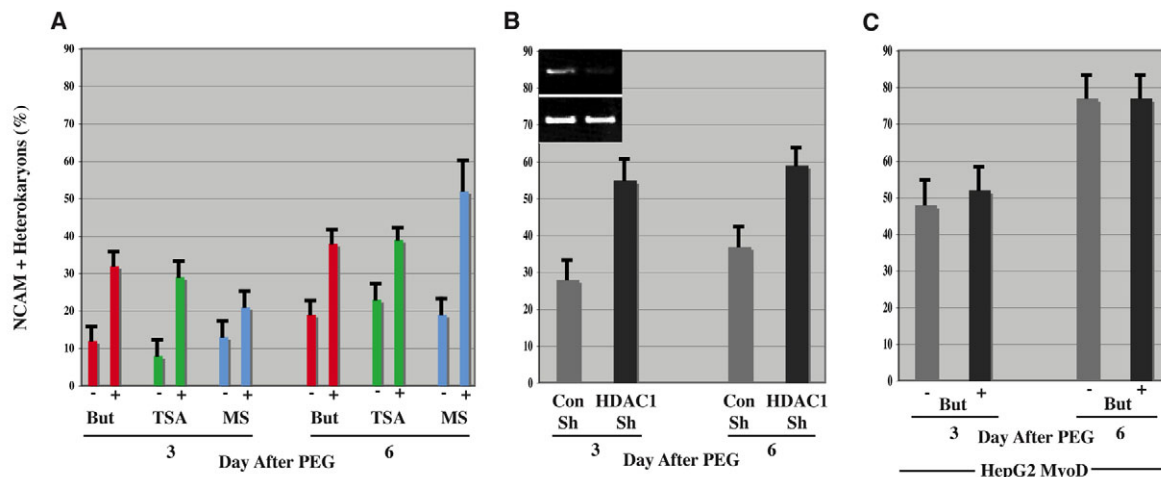 A
B
C
NCAM + Heterokaryons (%)
90
80
70
60
50
40
30
20
10
0
- + - + - + - + - + - +
But TSA MS But TSA MS
3 6
Day After PEG
90
80
70
60
50
40
30
20
10
0
Con HDAC1 Con HDAC1
Sh Sh Sh Sh
3 6
Day After PEG
90
80
70
60
50
40
30
20
10
0
- + - +
But But
3 6
Day After PEG
HepG2 MyoD